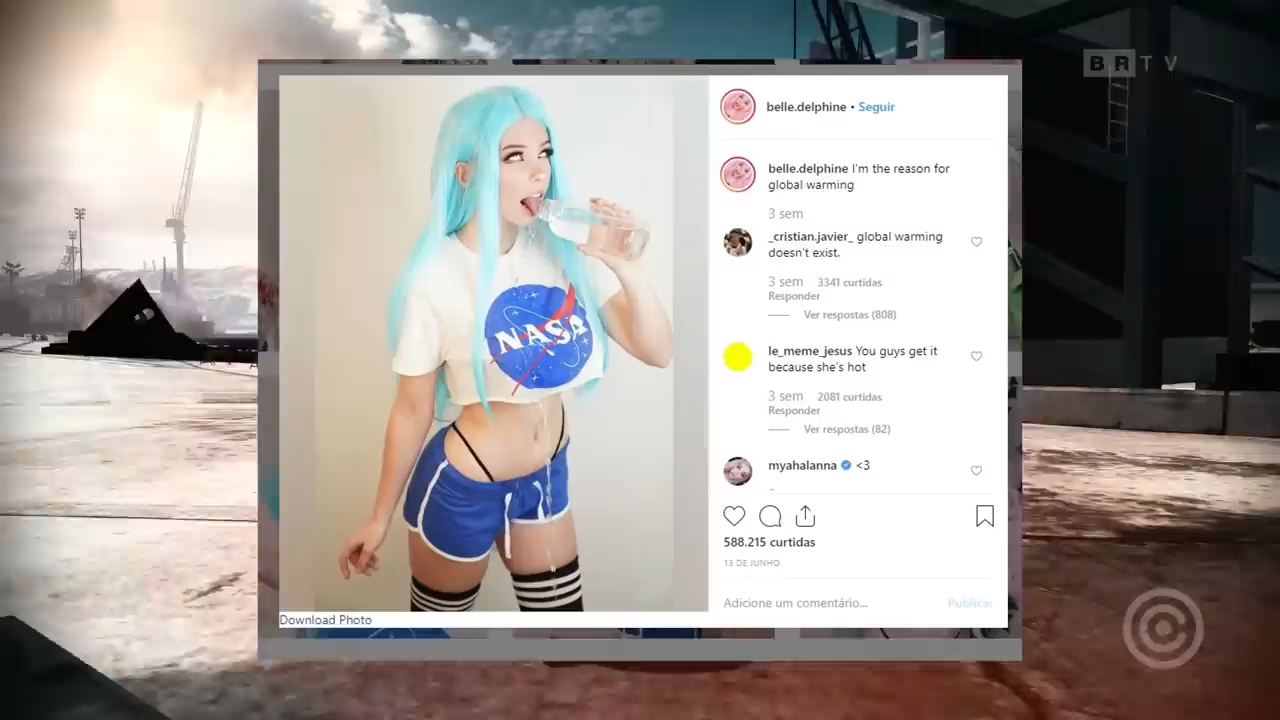 BRTV
belle.delphine • Seguir
belle.delphine I'm the reason for
global warming
3 sem
_cristian.javier_ global warming
doesn't exist.
3 sem 3341 curtidas
Responder
Ver respostas (808)
le_meme_jesus You guys get it
because she's hot
3 sem 2081 curtidas
Responder
Ver respostas (82)
myahalanna <3
588.215 curtidas
13 DE JUNHO
Adicione um comentário... Publicar
NASA
Download Photo